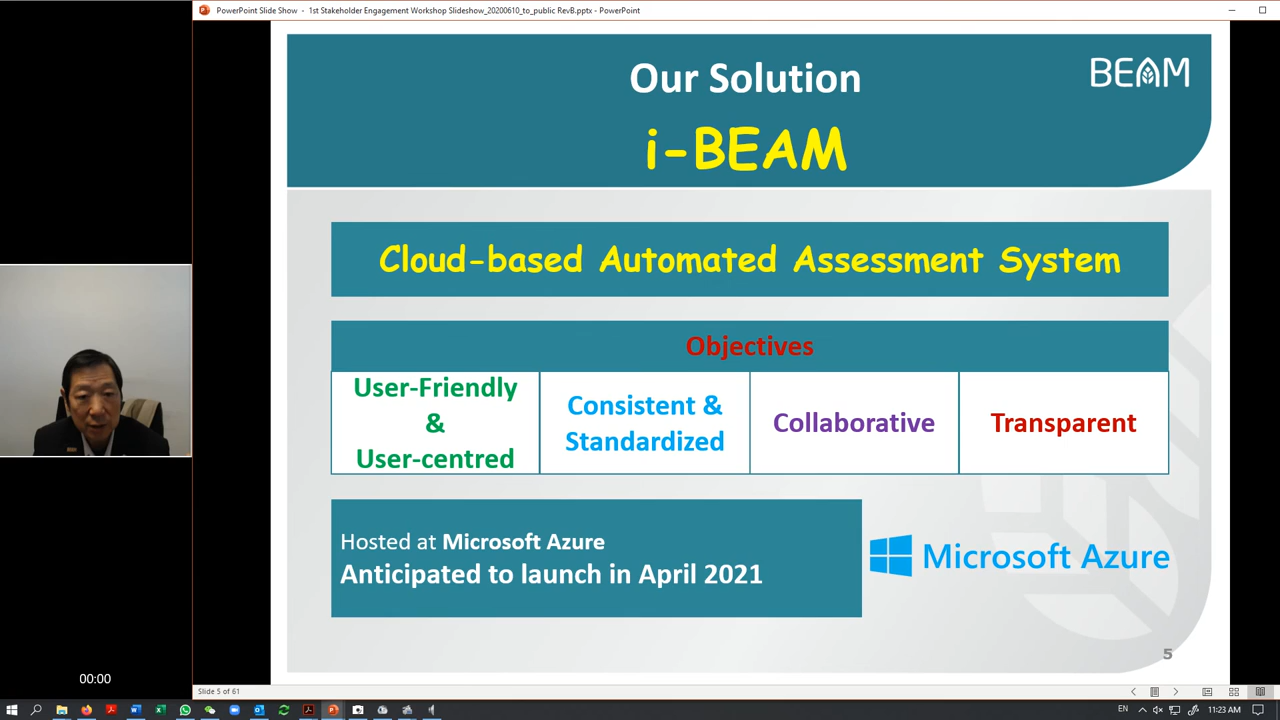 PowerPoint Slide Show - 1st Stakeholder Engagement Workshop Slideshow_20200610_to_public RevB.pptx - PowerPoint
Our Solution
BEAM
i-BEAM
Cloud-based Automated Assessment System
Objectives
User-Friendly
&
User-centred
Consistent &
Standardized
Collaborative
Transparent
Hosted at Microsoft Azure
Anticipated to launch in April 2021
Microsoft Azure
5
00:00
Slide 5 of 61
EN
11:23 AM